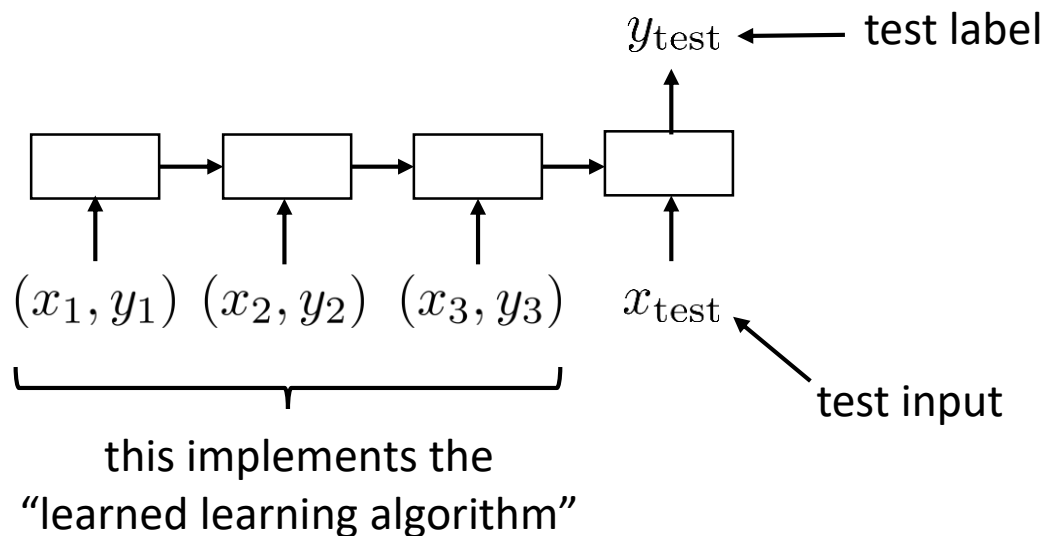 y_test test label
(x_1, y_1) (x_2, y_2) (x_3, y_3) x_test
test input
this implements the
“learned learning algorithm”